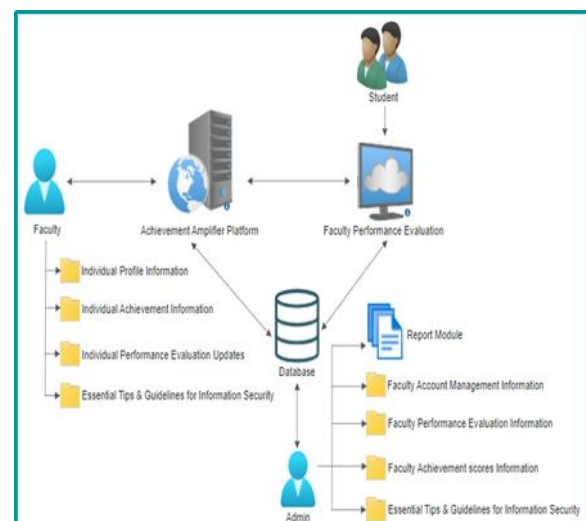 Student
Faculty
Achievement Amplifier Platform
Faculty Performance Evaluation
Individual Profile Information
Individual Achievement Information
Individual Performance Evaluation Updates
Essential Tips & Guidelines for Information Security
Database
Report Module
Faculty Account Management Information
Faculty Performance Evaluation Information
Faculty Achievement scores Information
Essential Tips & Guidelines for Information Security
Admin